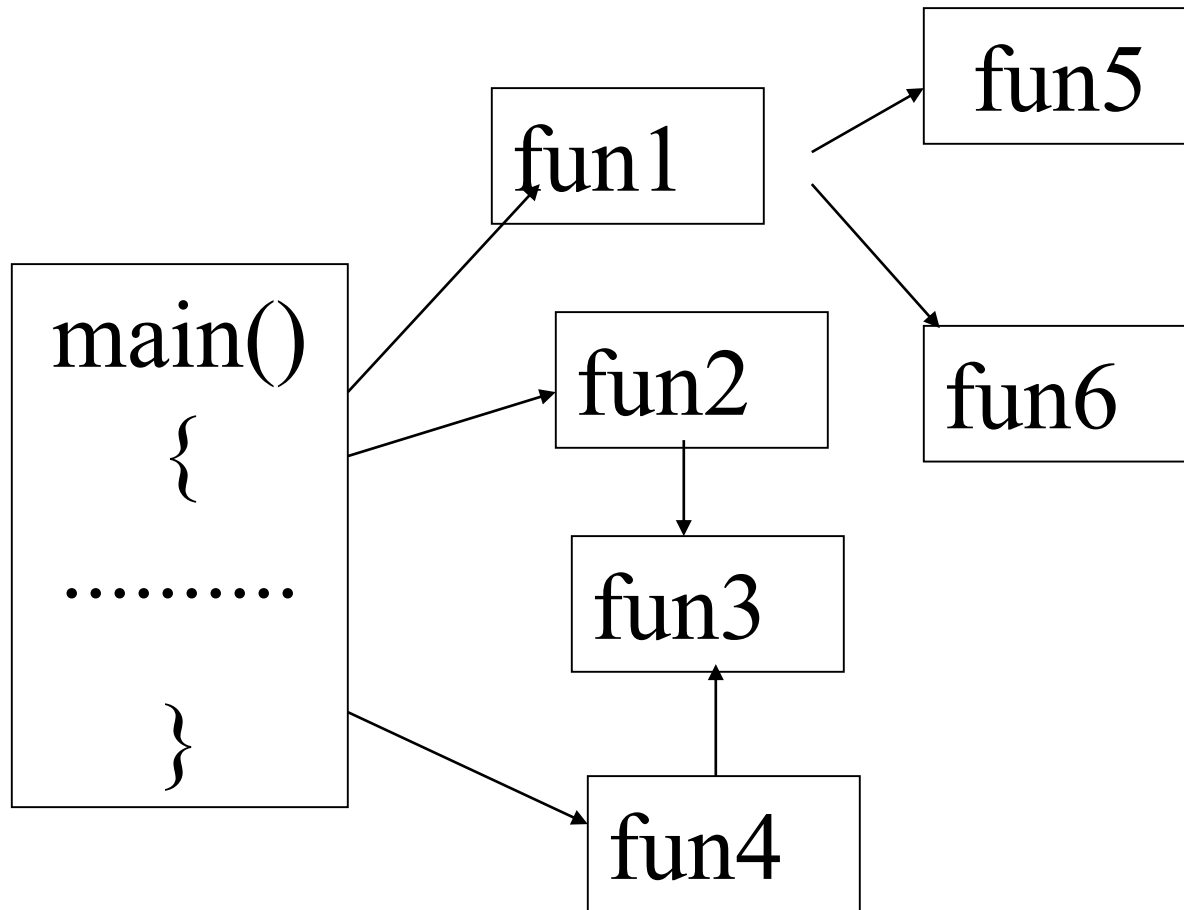 fun5
fun1
main()
{
..........
}
fun2
fun6
fun3
fun4